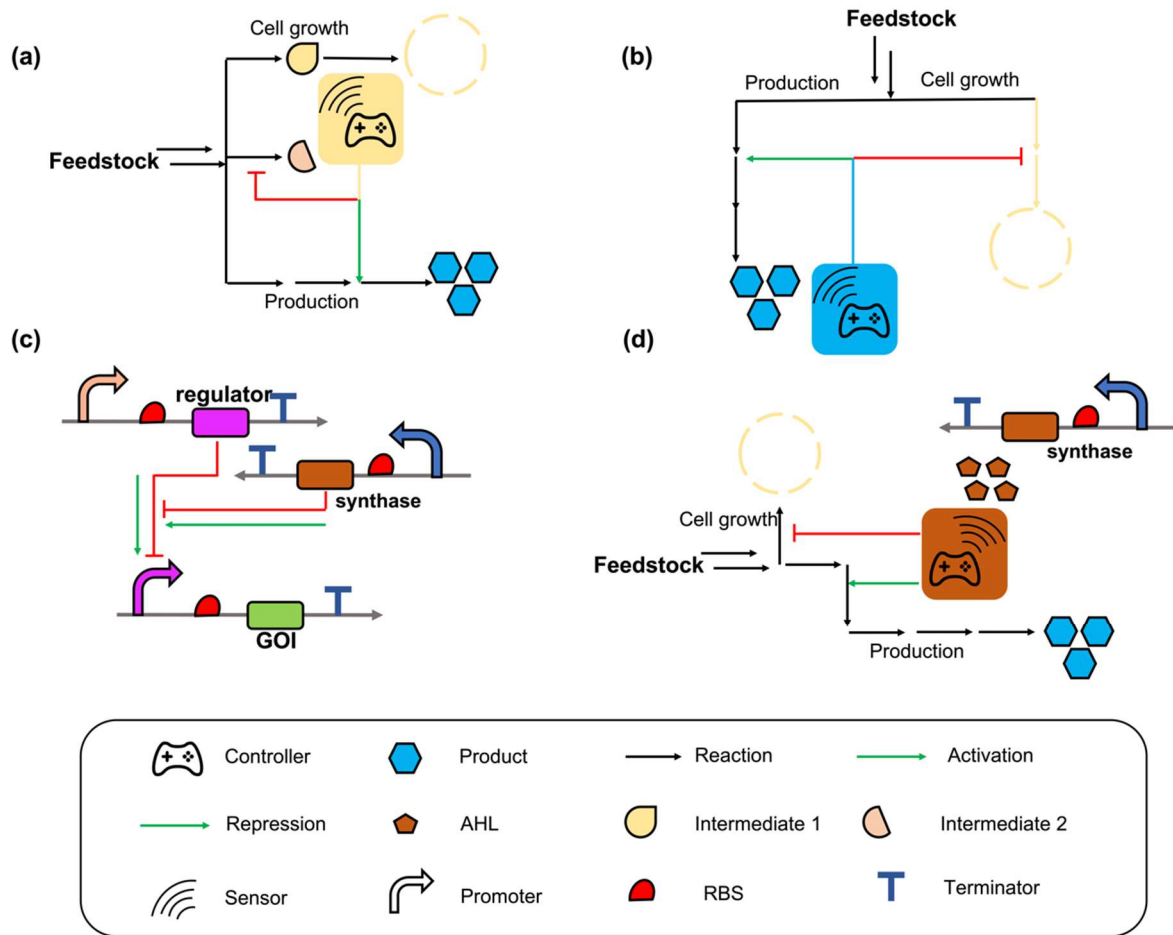 (a)
Cell growth
Feedstock
Production
(b)
Feedstock
Production
Cell growth
(c)
regulator
synthase
GOI
(d)
synthase
Cell growth
Feedstock
Production
Controller
Product
Reaction
Activation
Repression
AHL
Intermediate 1
Intermediate 2
Sensor
Promoter
RBS
Terminator